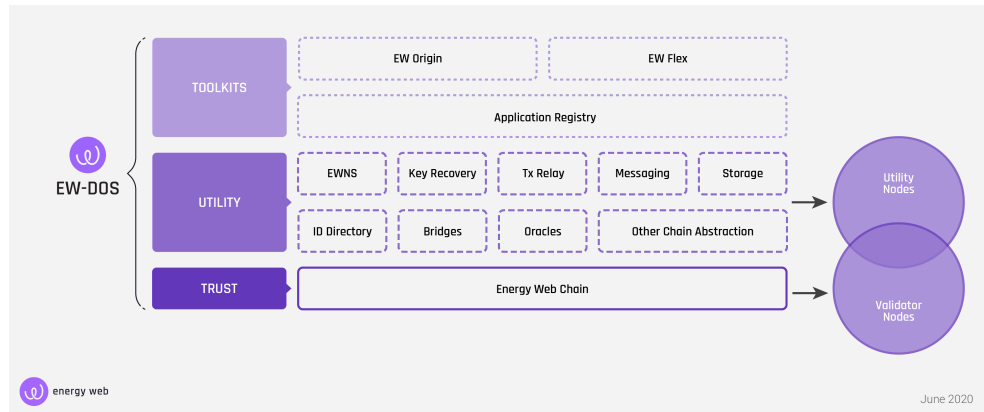 TOOLKITS
EW Origin
EW Flex
Application Registry
EW-DOS
UTILITY
EWNS
Key Recovery
Tx Relay
Messaging
Storage
ID Directory
Bridges
Oracles
Other Chain Abstraction
TRUST
Energy Web Chain
Utility
Nodes
Validator
Nodes
energy web
June 2020